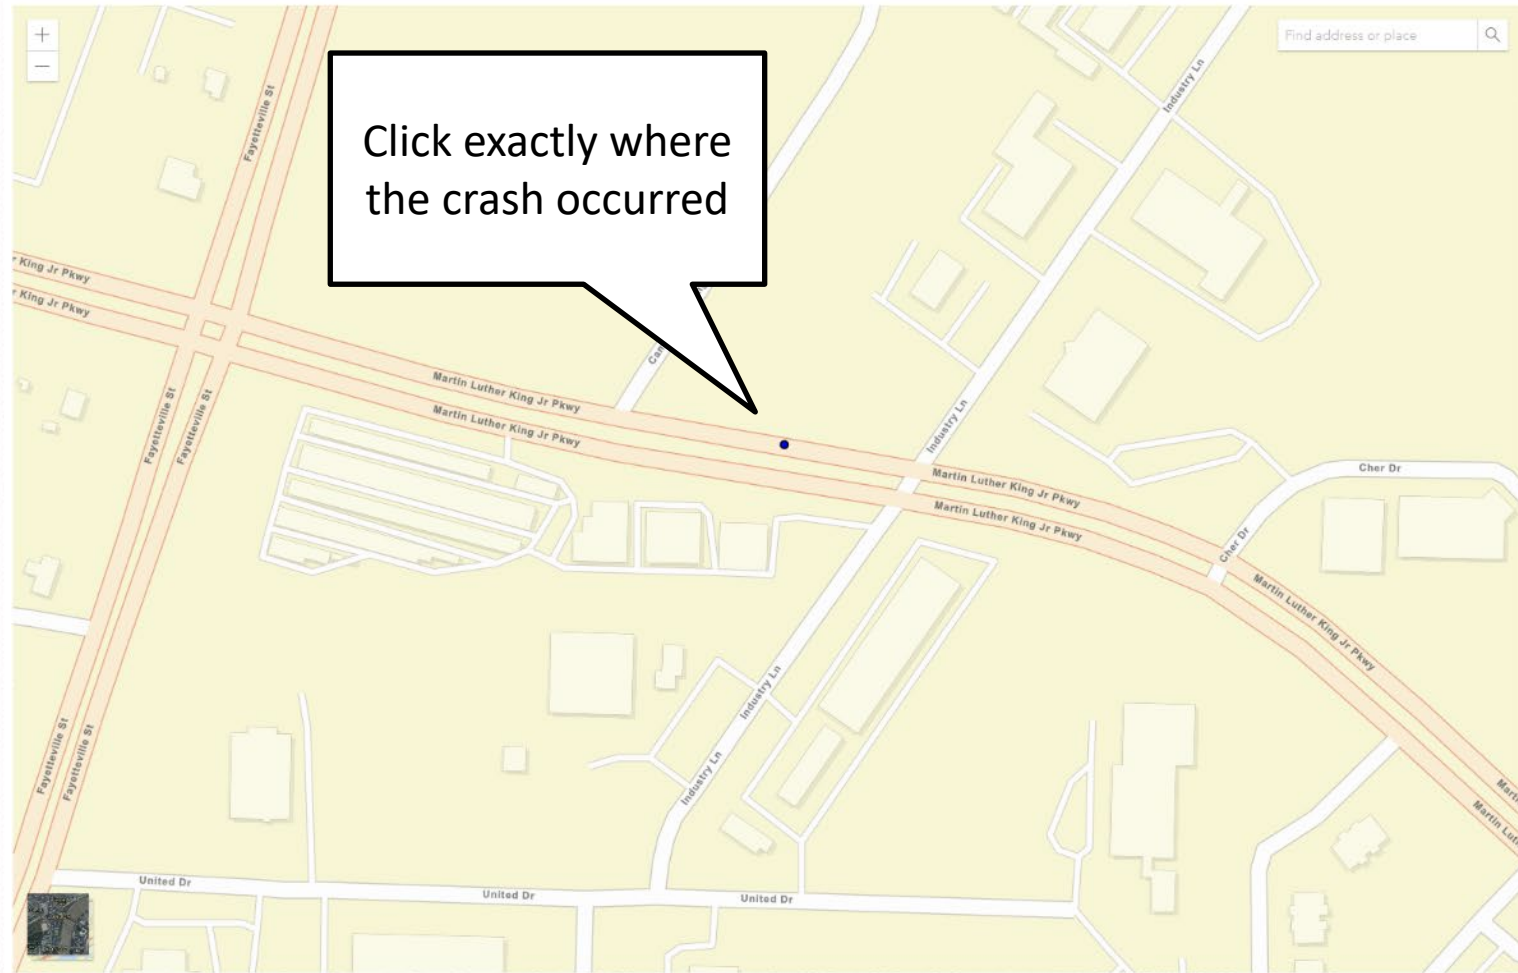 +
−
Find address or place
Click exactly where
the crash occurred
Industry Ln
Fayetteville St
King Jr Pkwy
King Jr Pkwy
Martin Luther King Jr Pkwy
Martin Luther King Jr Pkwy
Fayetteville St
Fayetteville St
Industry Ln
Martin Luther King Jr Pkwy
Martin Luther King Jr Pkwy
Cher Dr
Cher Dr
Martin Luther King Jr Pkwy
Industry Ln
Industry Ln
Fayetteville St
Fayetteville St
Martin Lut
United Dr
United Dr
United Dr